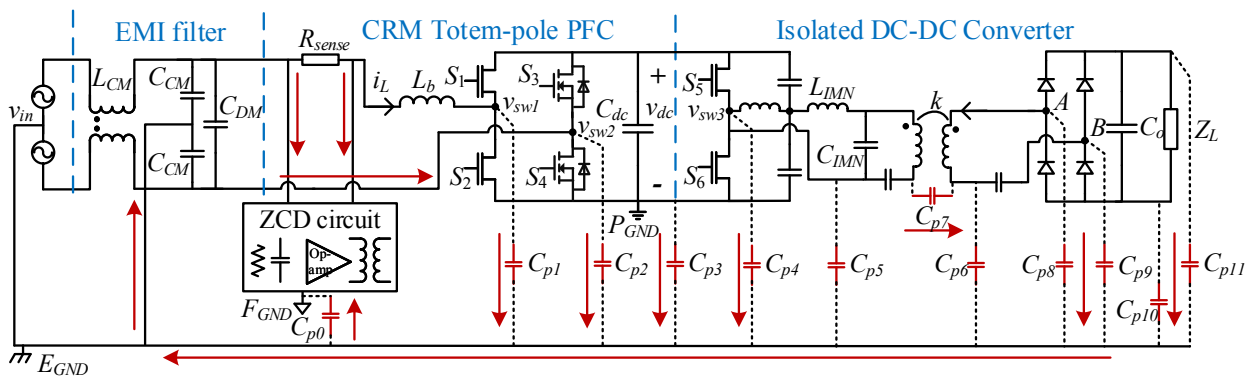 EMI filter
CRM Totem-pole PFC
Isolated DC-DC Converter
R_sense
L_CM
C_CM
C_CM
C_DM
v_in
i_L
L_b
S_1
S_2
S_3
S_4
v_sw1
v_sw2
C_dc
+
v_dc
-
S_5
S_6
v_sw3
L_IMN
C_IMN
k
A
B
C_o
Z_L
ZCD circuit
Op-
amp
F_GND
P_GND
E_GND
C_p0
C_p1
C_p2
C_p3
C_p4
C_p5
C_p6
C_p7
C_p8
C_p9
C_p10
C_p11